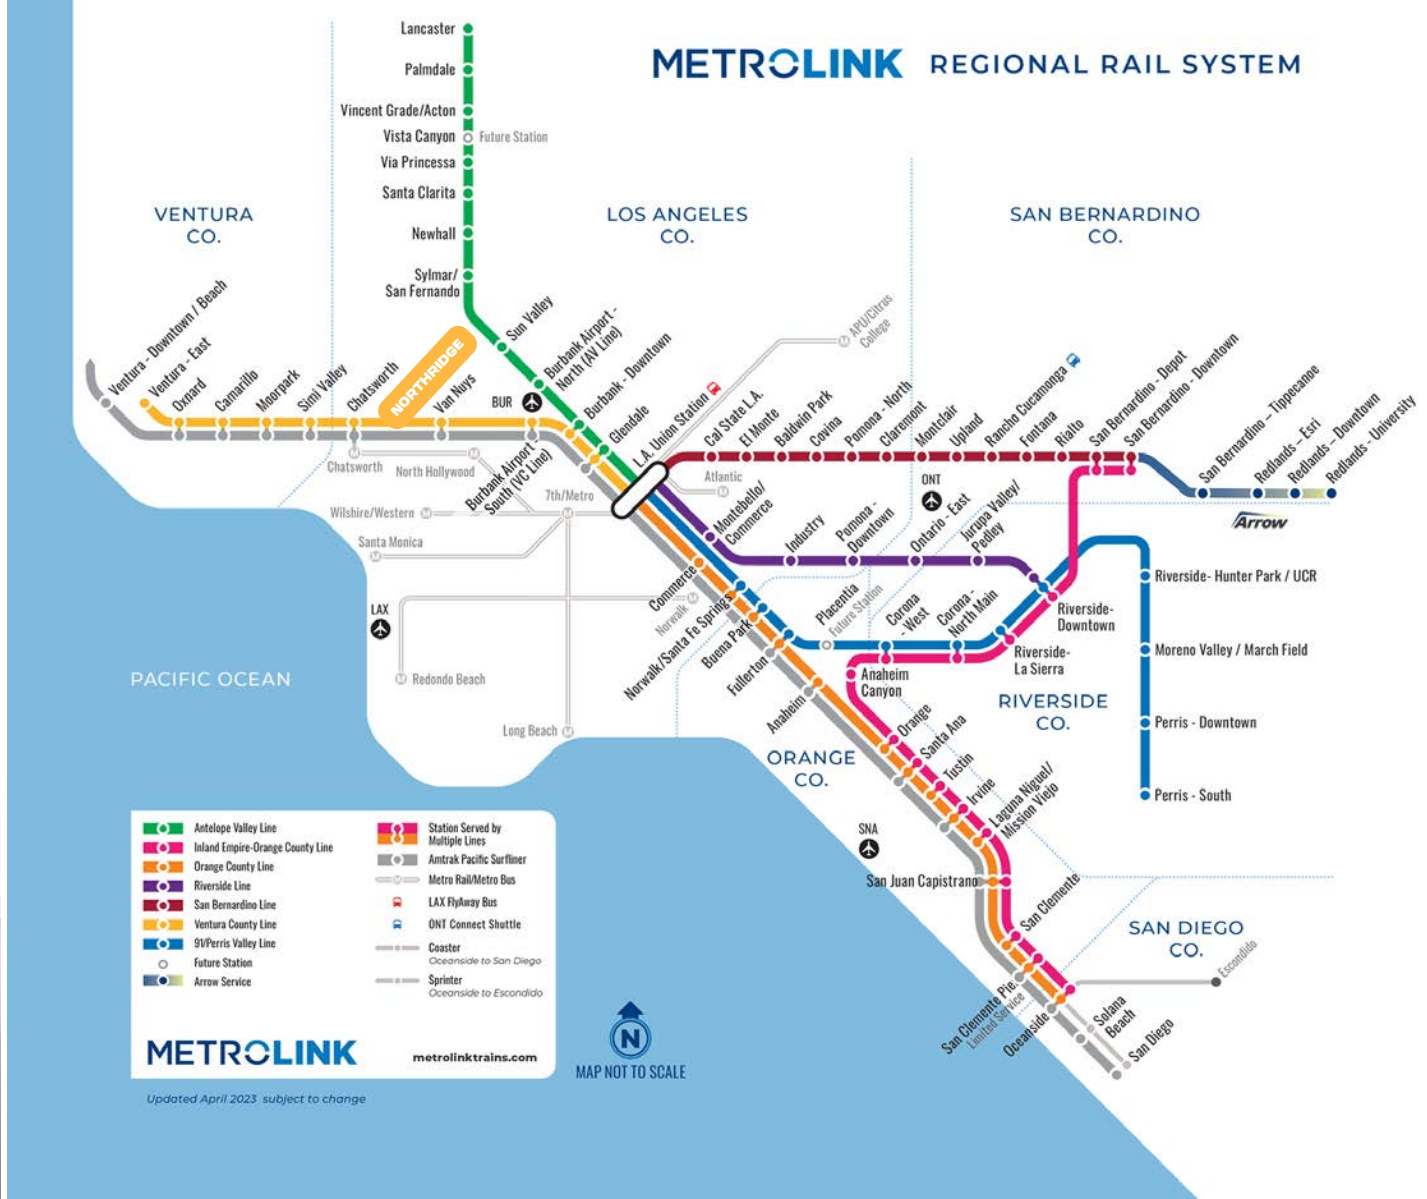 METROLINK REGIONAL RAIL SYSTEM
Lancaster
Palmdale
Vincent Grade/Acton
Vista Canyon
Future Station
Via Princessa
Santa Clarita
Newhall
Sylmar/
San Fernando
VENTURA
CO.
LOS ANGELES
CO.
SAN BERNARDINO
CO.
Ventura - Downtown / Beach
Ventura - East
Oxnard
Camarillo
Moorpark
Simi Valley
Chatsworth
NORTHRIDGE
Van Nuys
BUR
Sun Valley
Burbank Airport -
North (AV Line)
Burbank - Downtown
Glendale
L.A. Union Station
Burbank Airport -
South (VC Line)
Chatsworth
North Hollywood
Wilshire/Western
7th/Metro
Santa Monica
LAX
Redondo Beach
Long Beach
Norwalk
Atlantic
APU/Citrus
College
Cal State L.A.
El Monte
Baldwin Park
Covina
Pomona - North
Claremont
Montclair
Upland
Rancho Cucamonga
Fontana
Rialto
San Bernardino - Depot
San Bernardino - Downtown
San Bernardino – Tippecanoe
Redlands – Esri
Redlands – Downtown
Redlands - University
Arrow
ONT
Montebello/
Commerce
Industry
Pomona -
Downtown
Ontario - East
Jurupa Valley/
Pedley
Riverside-
Downtown
Riverside-
La Sierra
Riverside- Hunter Park / UCR
Moreno Valley / March Field
Perris - Downtown
Perris - South
Placentia
Future Station
Corona
- West
Corona -
North Main
Commerce
Norwalk/Santa Fe Springs
Buena Park
Fullerton
Anaheim
Anaheim
Canyon
Orange
Santa Ana
Tustin
Irvine
Laguna Niguel/
Mission Viejo
San Juan Capistrano
San Clemente
San Clemente Pier
Limited Service
Oceanside
Solana
Beach
San Diego
Escondido
RIVERSIDE
CO.
ORANGE
CO.
SNA
SAN DIEGO
CO.
PACIFIC OCEAN
Antelope Valley Line
Inland Empire-Orange County Line
Orange County Line
Riverside Line
San Bernardino Line
Ventura County Line
91/Perris Valley Line
Future Station
Arrow Service
Station Served by
Multiple Lines
Amtrak Pacific Surfliner
Metro Rail/Metro Bus
LAX FlyAway Bus
ONT Connect Shuttle
Coaster
Oceanside to San Diego
Sprinter
Oceanside to Escondido
METROLINK
metrolinktrains.com
N
MAP NOT TO SCALE
Updated April 2023 subject to change